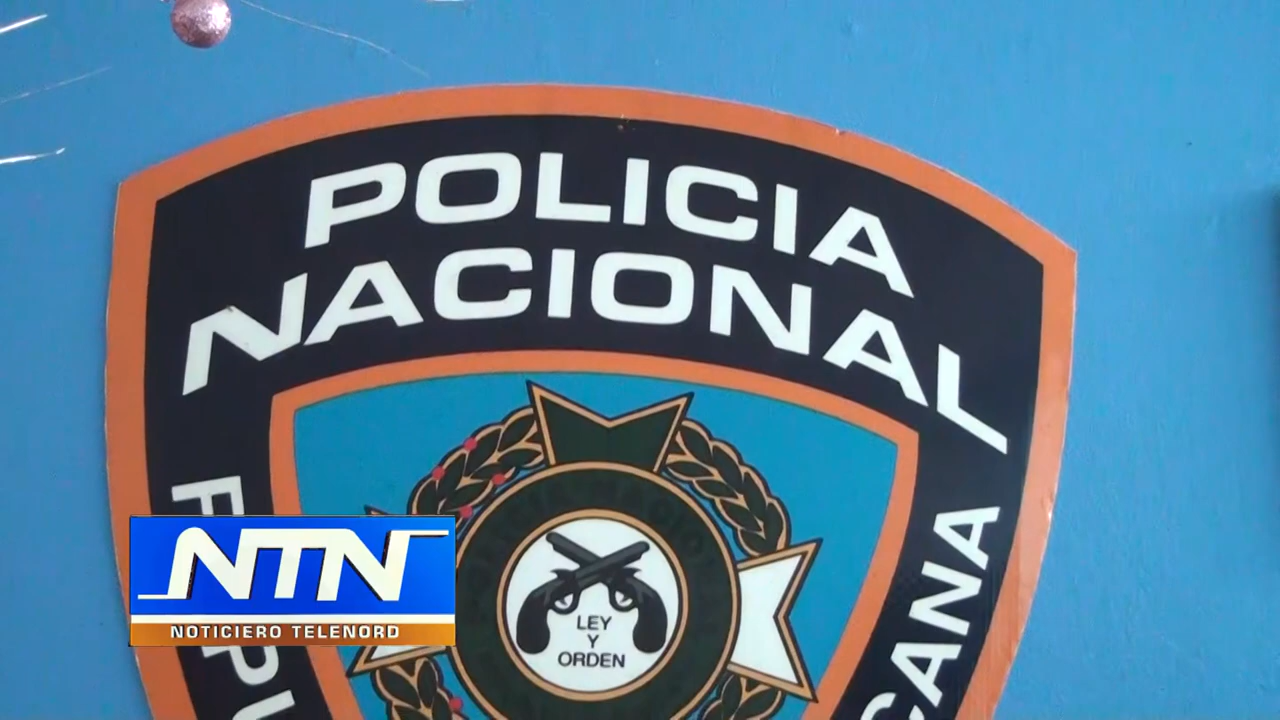 POLICIA
NACIONAL
CANA
LEY
Y
ORDEN
NTN
NOTICIERO TELENORD